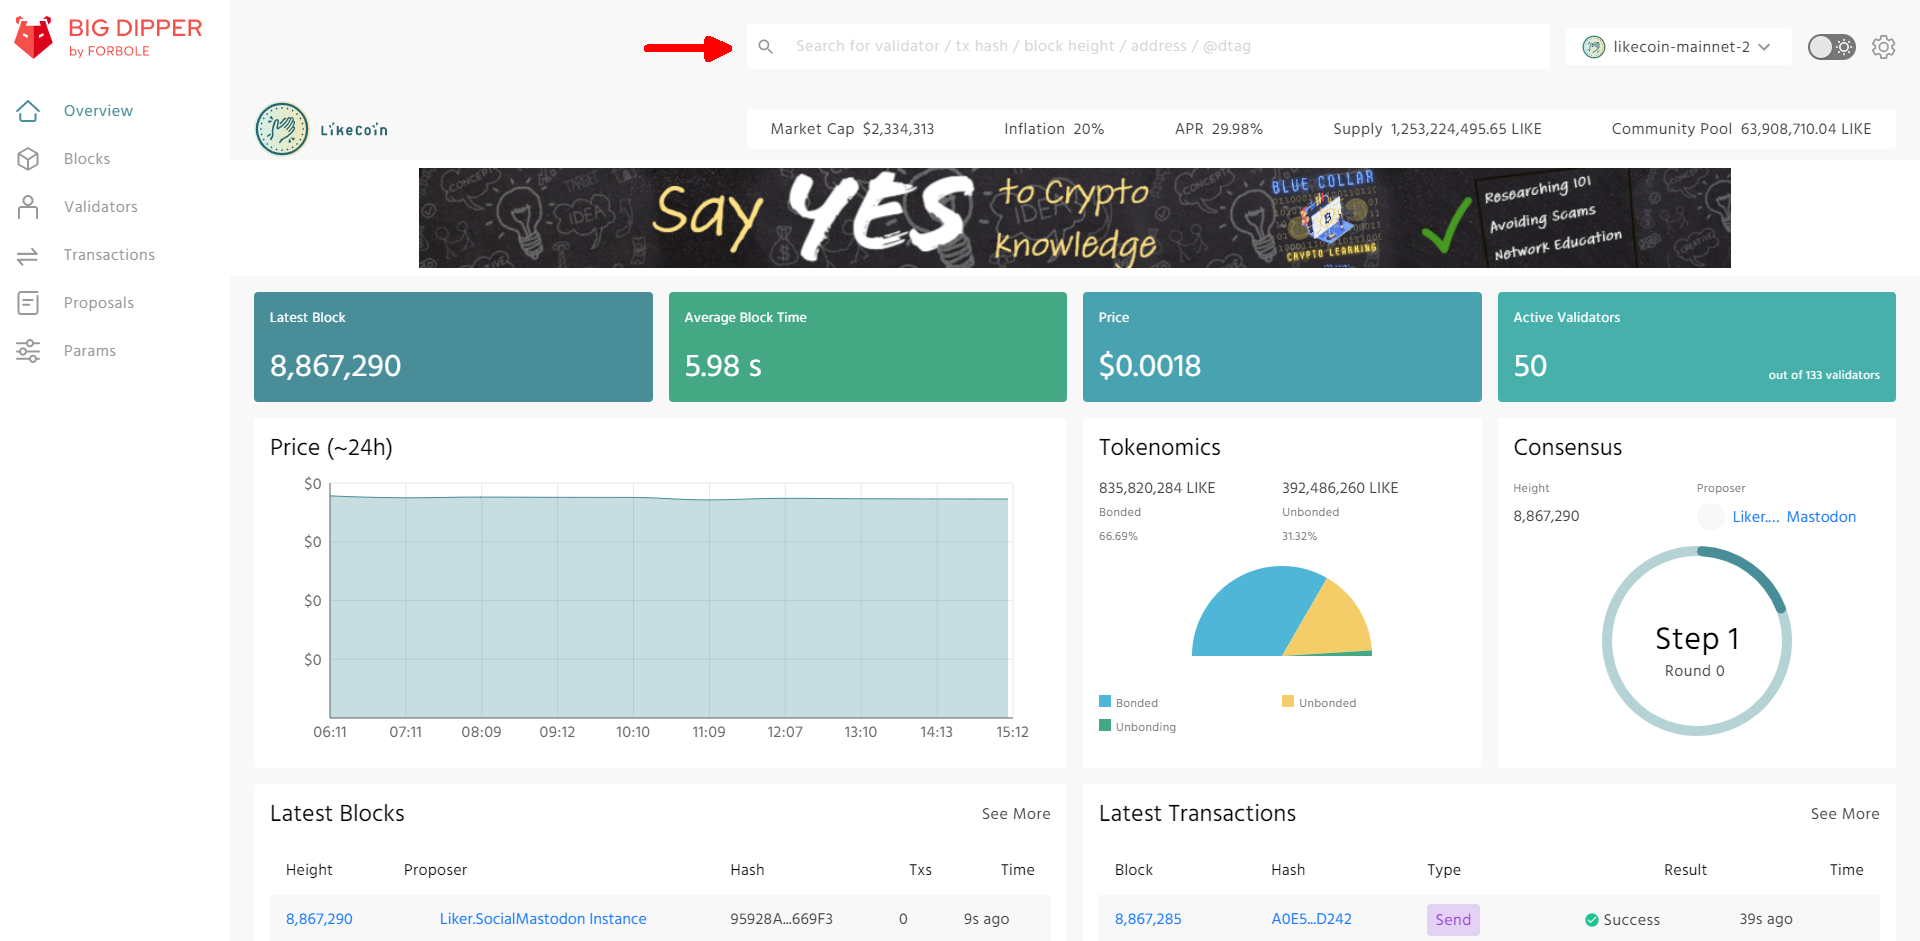 BIG DIPPER
by FORBOLE
Search for validator / tx hash / block height / address / @dtag
likecoin-mainnet-2
Overview
Blocks
Validators
Transactions
Proposals
Params
LikeCoin
Market Cap $2,334,313
Inflation 20%
APR 29.98%
Supply 1,253,224,495.65 LIKE
Community Pool 63,908,710.04 LIKE
Say YES to Crypto Knowledge
BLUE COLLAR
CRYPTO LEARNING
Researching 101
Avoiding Scams
Network Education
Latest Block
8,867,290
Average Block Time
5.98 s
Price
$0.0018
Active Validators
50
out of 133 validators
Price (~24h)
$0
$0
$0
$0
06:11 07:11 08:09 09:12 10:10 11:09 12:07 13:10 14:13 15:12
Tokenomics
835,820,284 LIKE
Bonded
66.69%
392,486,260 LIKE
Unbonded
31.32%
Bonded
Unbonded
Unbonding
Consensus
Height
8,867,290
Proposer
Liker.... Mastodon
Step 1
Round 0
Latest Blocks
See More
Height Proposer Hash Txs Time
8,867,290 Liker.SocialMastodon Instance 95928A...669F3 0 9s ago
Latest Transactions
See More
Block Hash Type Result Time
8,867,285 A0E5...D242 Send Success 39s ago